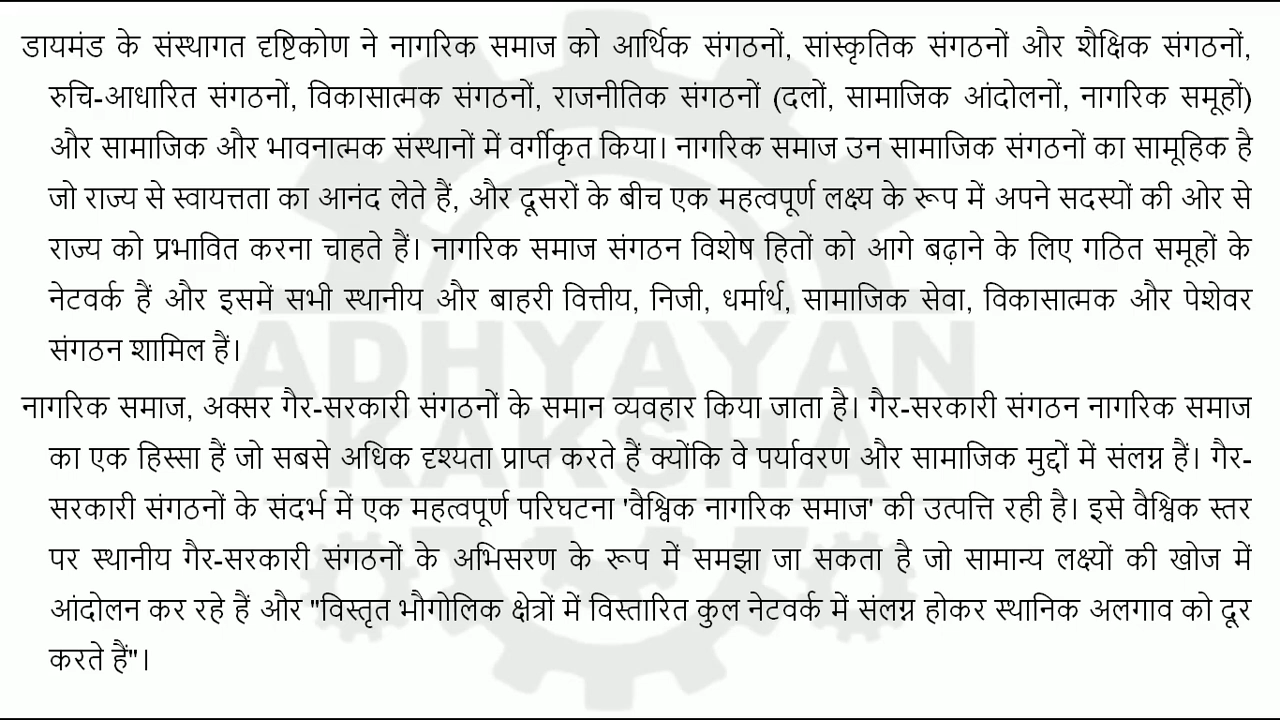 डायमंड के संस्थागत दृष्टिकोण ने नागरिक समाज को आर्थिक संगठनों, सांस्कृतिक संगठनों और शैक्षिक संगठनों,
रुचि-आधारित संगठनों, विकासात्मक संगठनों, राजनीतिक संगठनों (दलों, सामाजिक आंदोलनों, नागरिक समूहों)
और सामाजिक और भावनात्मक संस्थानों में वर्गीकृत किया। नागरिक समाज उन सामाजिक संगठनों का सामूहिक है
जो राज्य से स्वायत्तता का आनंद लेते हैं, और दूसरों के बीच एक महत्वपूर्ण लक्ष्य के रूप में अपने सदस्यों की ओर से
राज्य को प्रभावित करना चाहते हैं। नागरिक समाज संगठन विशेष हितों को आगे बढ़ाने के लिए गठित समूहों के
नेटवर्क हैं और इसमें सभी स्थानीय और बाहरी वित्तीय, निजी, धर्मार्थ, सामाजिक सेवा, विकासात्मक और पेशेवर
संगठन शामिल हैं।
नागरिक समाज, अक्सर गैर-सरकारी संगठनों के समान व्यवहार किया जाता है। गैर-सरकारी संगठन नागरिक समाज
का एक हिस्सा हैं जो सबसे अधिक दृश्यता प्राप्त करते हैं क्योंकि वे पर्यावरण और सामाजिक मुद्दों में संलग्न हैं। गैर-
सरकारी संगठनों के संदर्भ में एक महत्वपूर्ण परिघटना 'वैश्विक नागरिक समाज' की उत्पत्ति रही है। इसे वैश्विक स्तर
पर स्थानीय गैर-सरकारी संगठनों के अभिसरण के रूप में समझा जा सकता है जो सामान्य लक्ष्यों की खोज में
आंदोलन कर रहे हैं और "विस्तृत भौगोलिक क्षेत्रों में विस्तारित कुल नेटवर्क में संलग्न होकर स्थानिक अलगाव को दूर
करते हैं"।
ADHYAYAN
RAKSHA